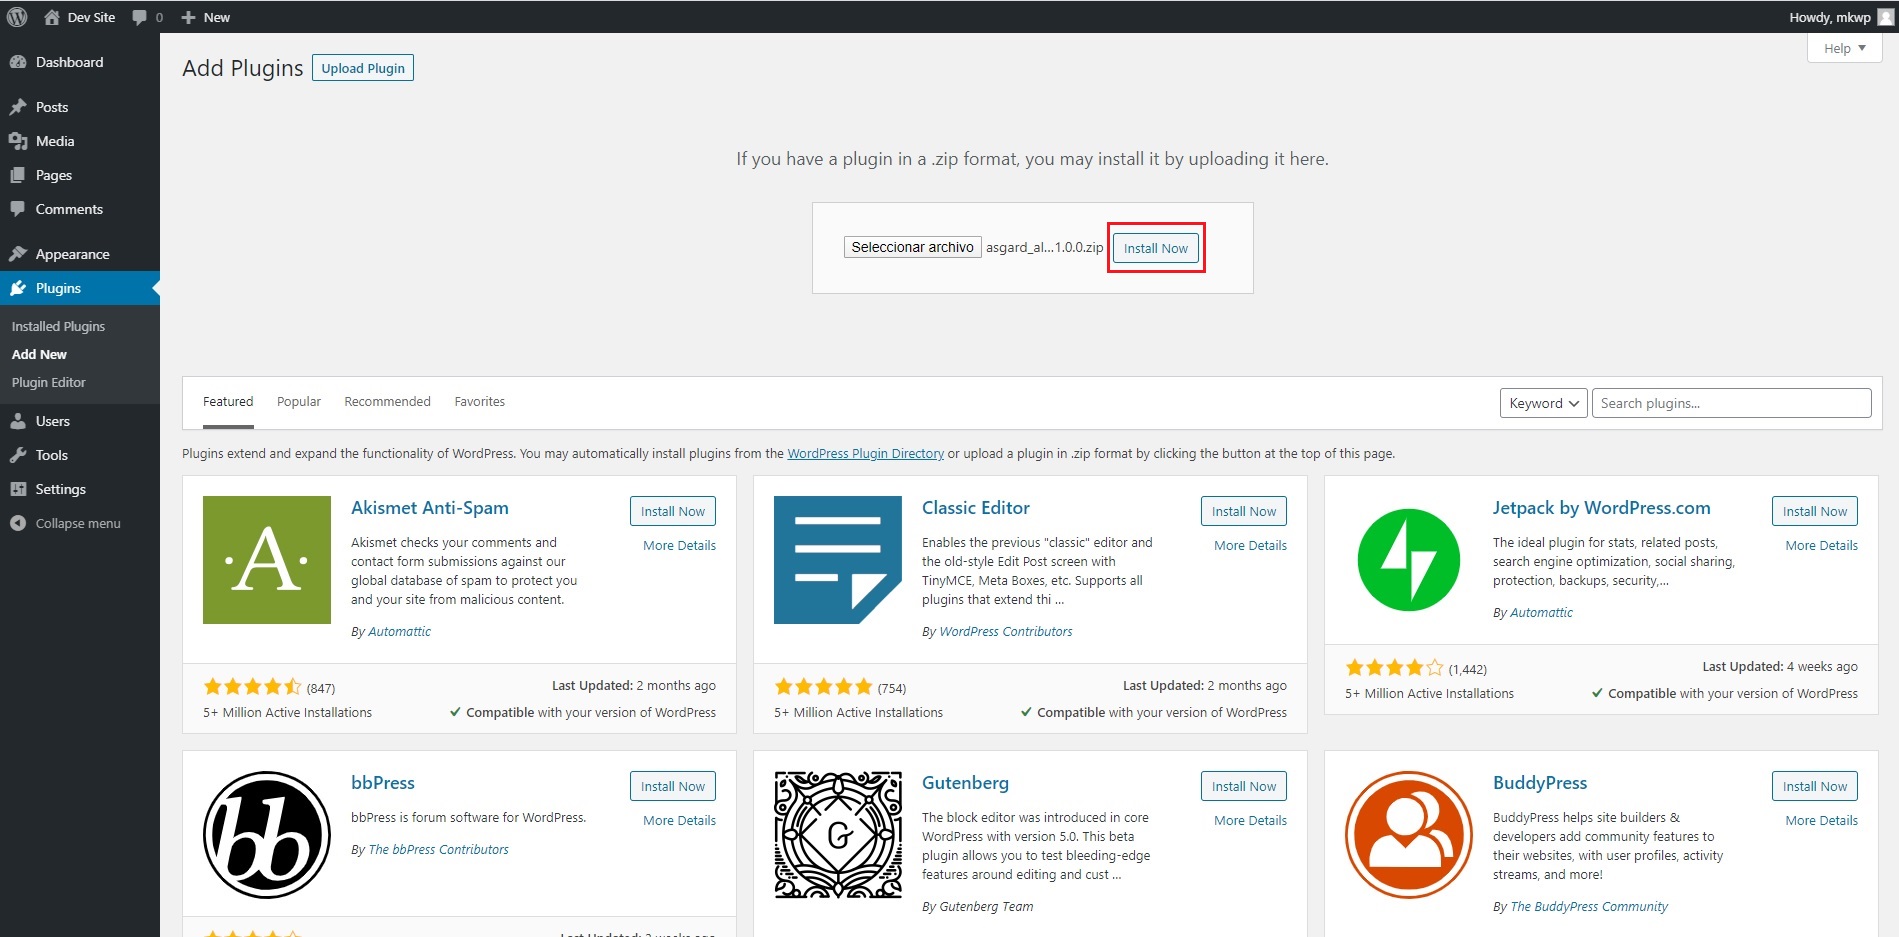 Dev Site 0 New Howdy, mkwp
Help
Dashboard
Posts
Media
Pages
Comments
Appearance
Plugins
Installed Plugins
Add New
Plugin Editor
Users
Tools
Settings
Collapse menu
Add Plugins Upload Plugin
If you have a plugin in a .zip format, you may install it by uploading it here.
Seleccionar archivo asgard_al...1.0.0.zip Install Now
Featured Popular Recommended Favorites Keyword Search plugins...
Plugins extend and expand the functionality of WordPress. You may automatically install plugins from the WordPress Plugin Directory or upload a plugin in .zip format by clicking the button at the top of this page.
A
Akismet Anti-Spam
Install Now
More Details
Akismet checks your comments and
contact form submissions against our
global database of spam to protect you
and your site from malicious content.
By Automattic
(847)
Last Updated: 2 months ago
5+ Million Active Installations
Compatible with your version of WordPress
Classic Editor
Install Now
More Details
Enables the previous "classic" editor and
the old-style Edit Post screen with
TinyMCE, Meta Boxes, etc. Supports all
plugins that extend thi ...
By WordPress Contributors
(754)
Last Updated: 2 months ago
5+ Million Active Installations
Compatible with your version of WordPress
Jetpack by WordPress.com
Install Now
More Details
The ideal plugin for stats, related posts,
search engine optimization, social sharing,
protection, backups, security,...
By Automattic
(1,442)
Last Updated: 4 weeks ago
5+ Million Active Installations
Compatible with your version of WordPress
bb
bbPress
Install Now
More Details
bbPress is forum software for WordPress.
By The bbPress Contributors
Last Updated: 2 weeks ago
G
Gutenberg
Install Now
More Details
The block editor was introduced in core
WordPress with version 5.0. This beta
plugin allows you to test bleeding-edge
features around editing and cust ...
By Gutenberg Team
BuddyPress
Install Now
More Details
BuddyPress helps site builders &
developers add community features to
their websites, with user profiles, activity
streams, and more!
By The BuddyPress Community